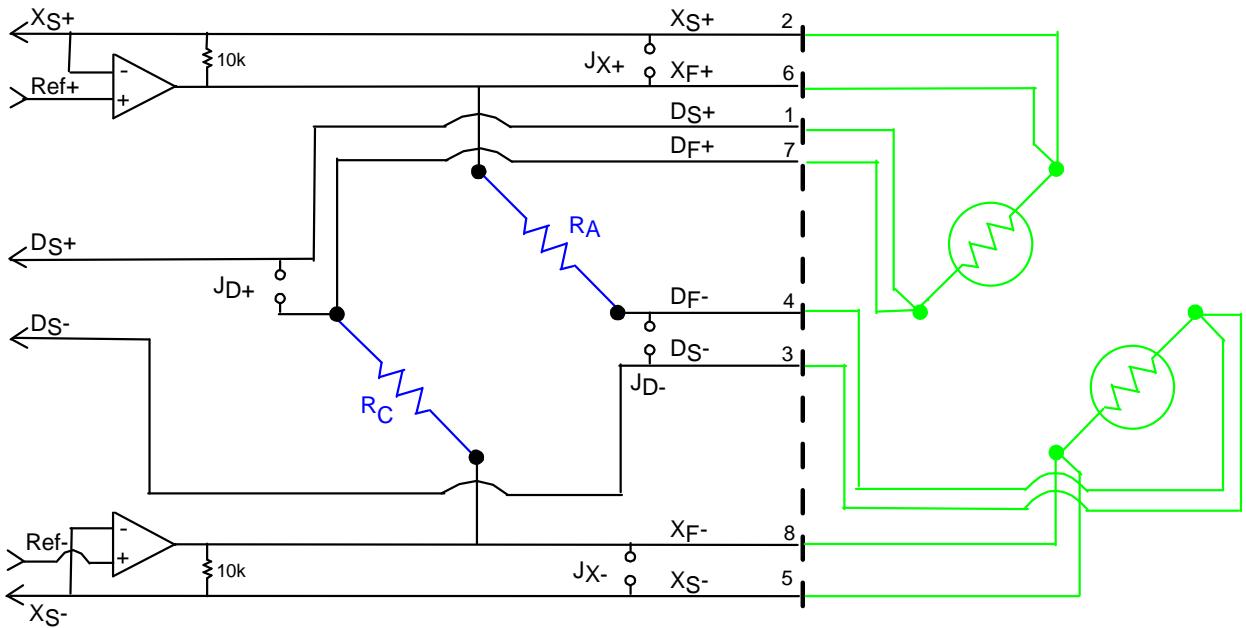 XS+ XS+ 2
10k JX+ XF+ 6
Ref+ - +
DS+ 1
DF+ 7
RA
DS+
JD+ DF- 4
DS- DS- 3
JD-
RC
XF- 8
Ref- - +
10k JX- XS- 5
XS-